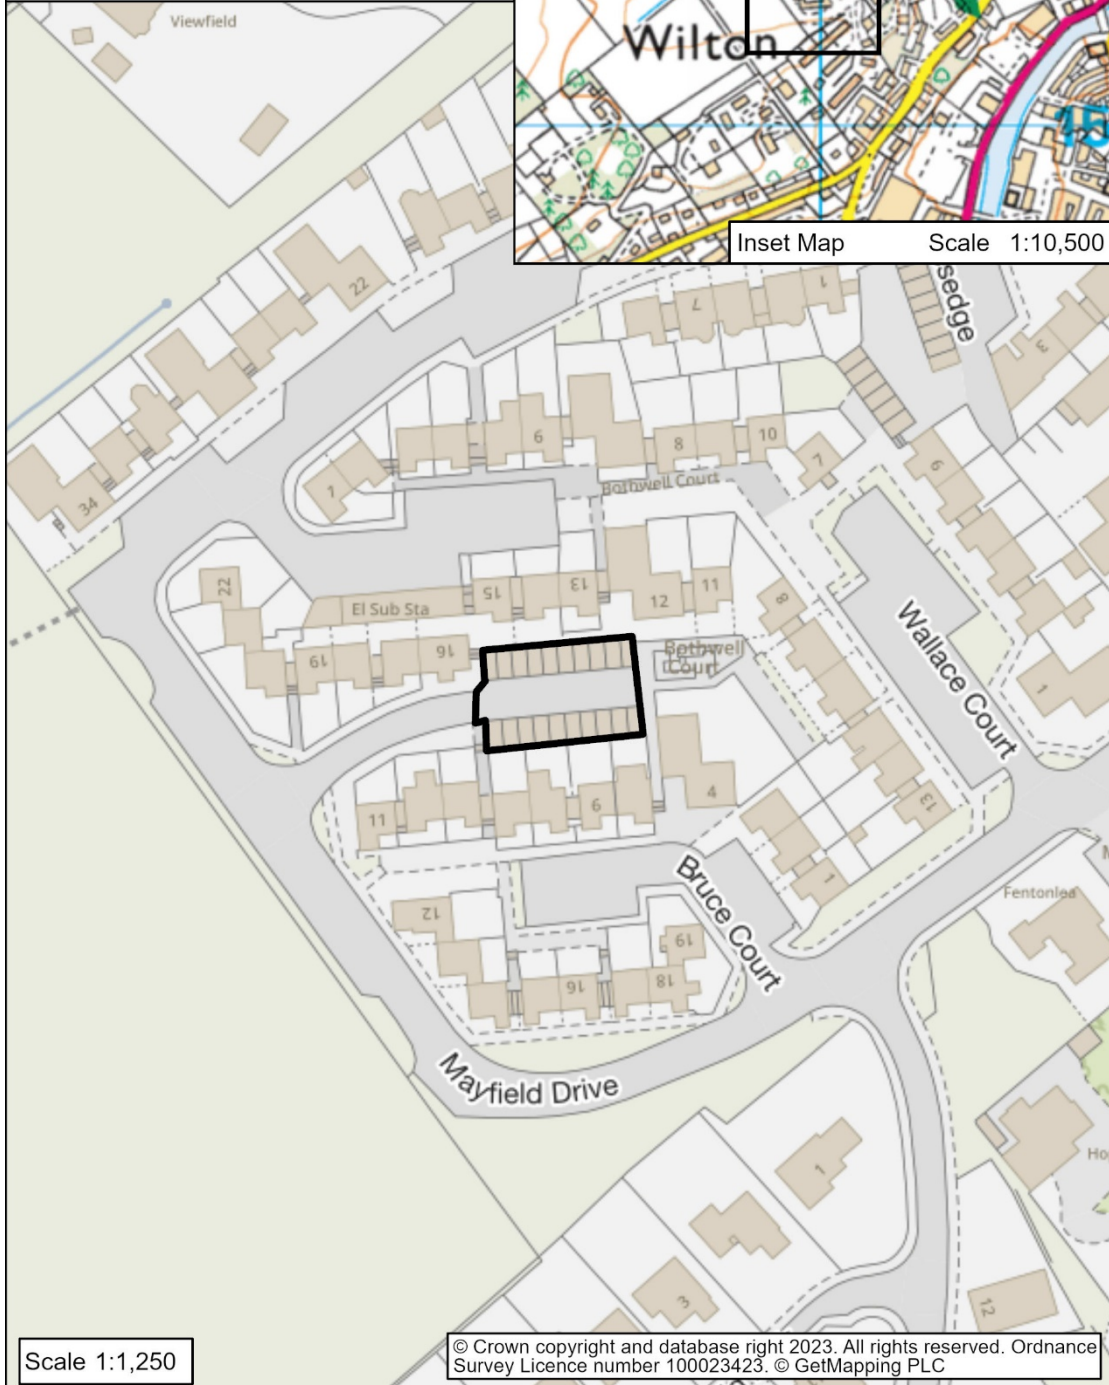 Viewfield
Wilton
15
Inset Map Scale 1:10,500
22
7
1
sedge
3
6
8
10
7
6
1
34
Bothwell Court
22
El Sub Sta
15
13
12
11
8
Wallace Court
19
16
Bothwell
Court
1
4
11
9
13
1
Bruce Court
Fentonlea
12
19
16
18
Mayfield Drive
1
Ho
3
12
Scale 1:1,250
© Crown copyright and database right 2023. All rights reserved. Ordnance
Survey Licence number 100023423. © GetMapping PLC